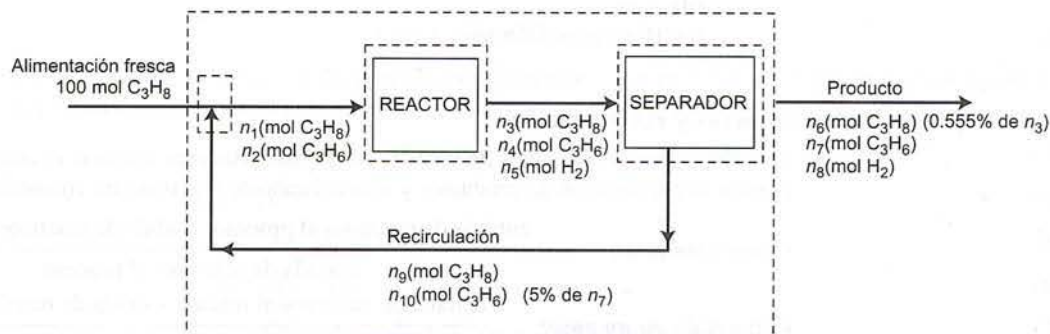 Alimentación fresca
100 mol C₃H₈
REACTOR
SEPARADOR
Producto
n₁(mol C₃H₈)
n₂(mol C₃H₆)
n₃(mol C₃H₈)
n₄(mol C₃H₆)
n₅(mol H₂)
n₆(mol C₃H₈) (0.555% de n₃)
n₇(mol C₃H₆)
n₈(mol H₂)
Recirculación
n₉(mol C₃H₈)
n₁₀(mol C₃H₆) (5% de n₇)